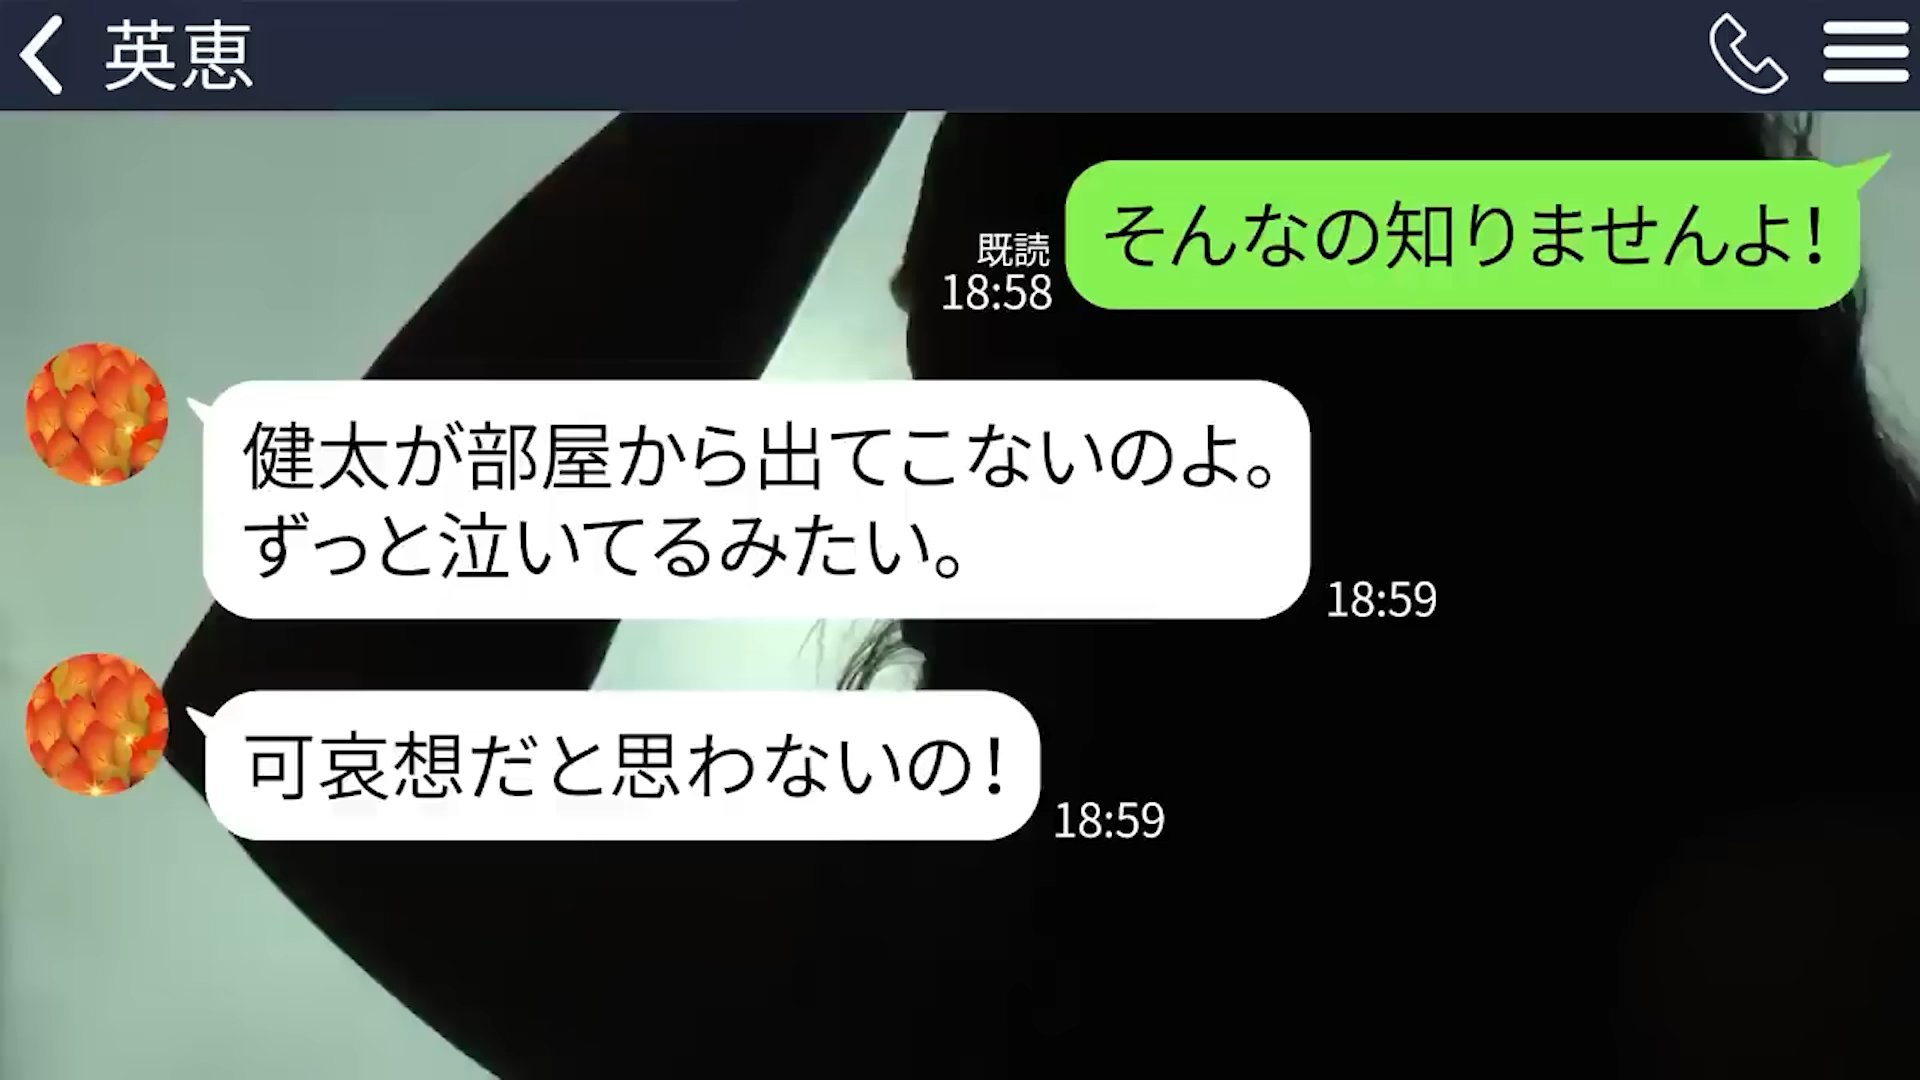 英恵
そんなの知りませんよ！
既読
18:58
健太が部屋から出てこないのよ。
ずっと泣いてるみたい。
18:59
可哀想だと思わないの！
18:59